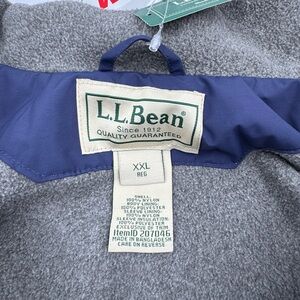 L.L.Bean®
Since 1912
QUALITY GUARANTEED
XXL
REG
SHELL:
100% NYLON
BODY LINING:
100% POLYESTER
SLEEVE LINING:
100% NYLON
SLEEVE INSULATION:
100% POLYESTER
EXCLUSIVE OF TRIM
ItemID 207046
MADE IN BANGLADESH
CARE ON REVERSE